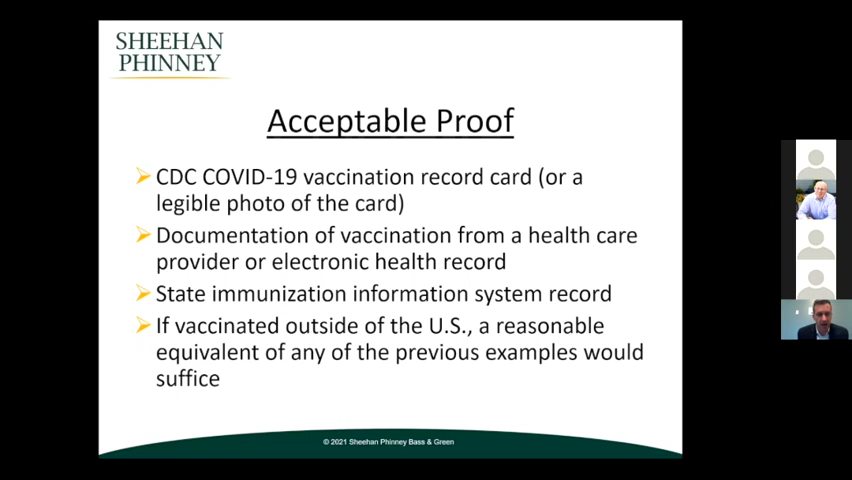 SHEEHAN
PHINNEY
Acceptable Proof
CDC COVID-19 vaccination record card (or a
legible photo of the card)
Documentation of vaccination from a health care
provider or electronic health record
State immunization information system record
If vaccinated outside of the U.S., a reasonable
equivalent of any of the previous examples would
suffice
© 2021 Sheehan Phinney Bass & Green